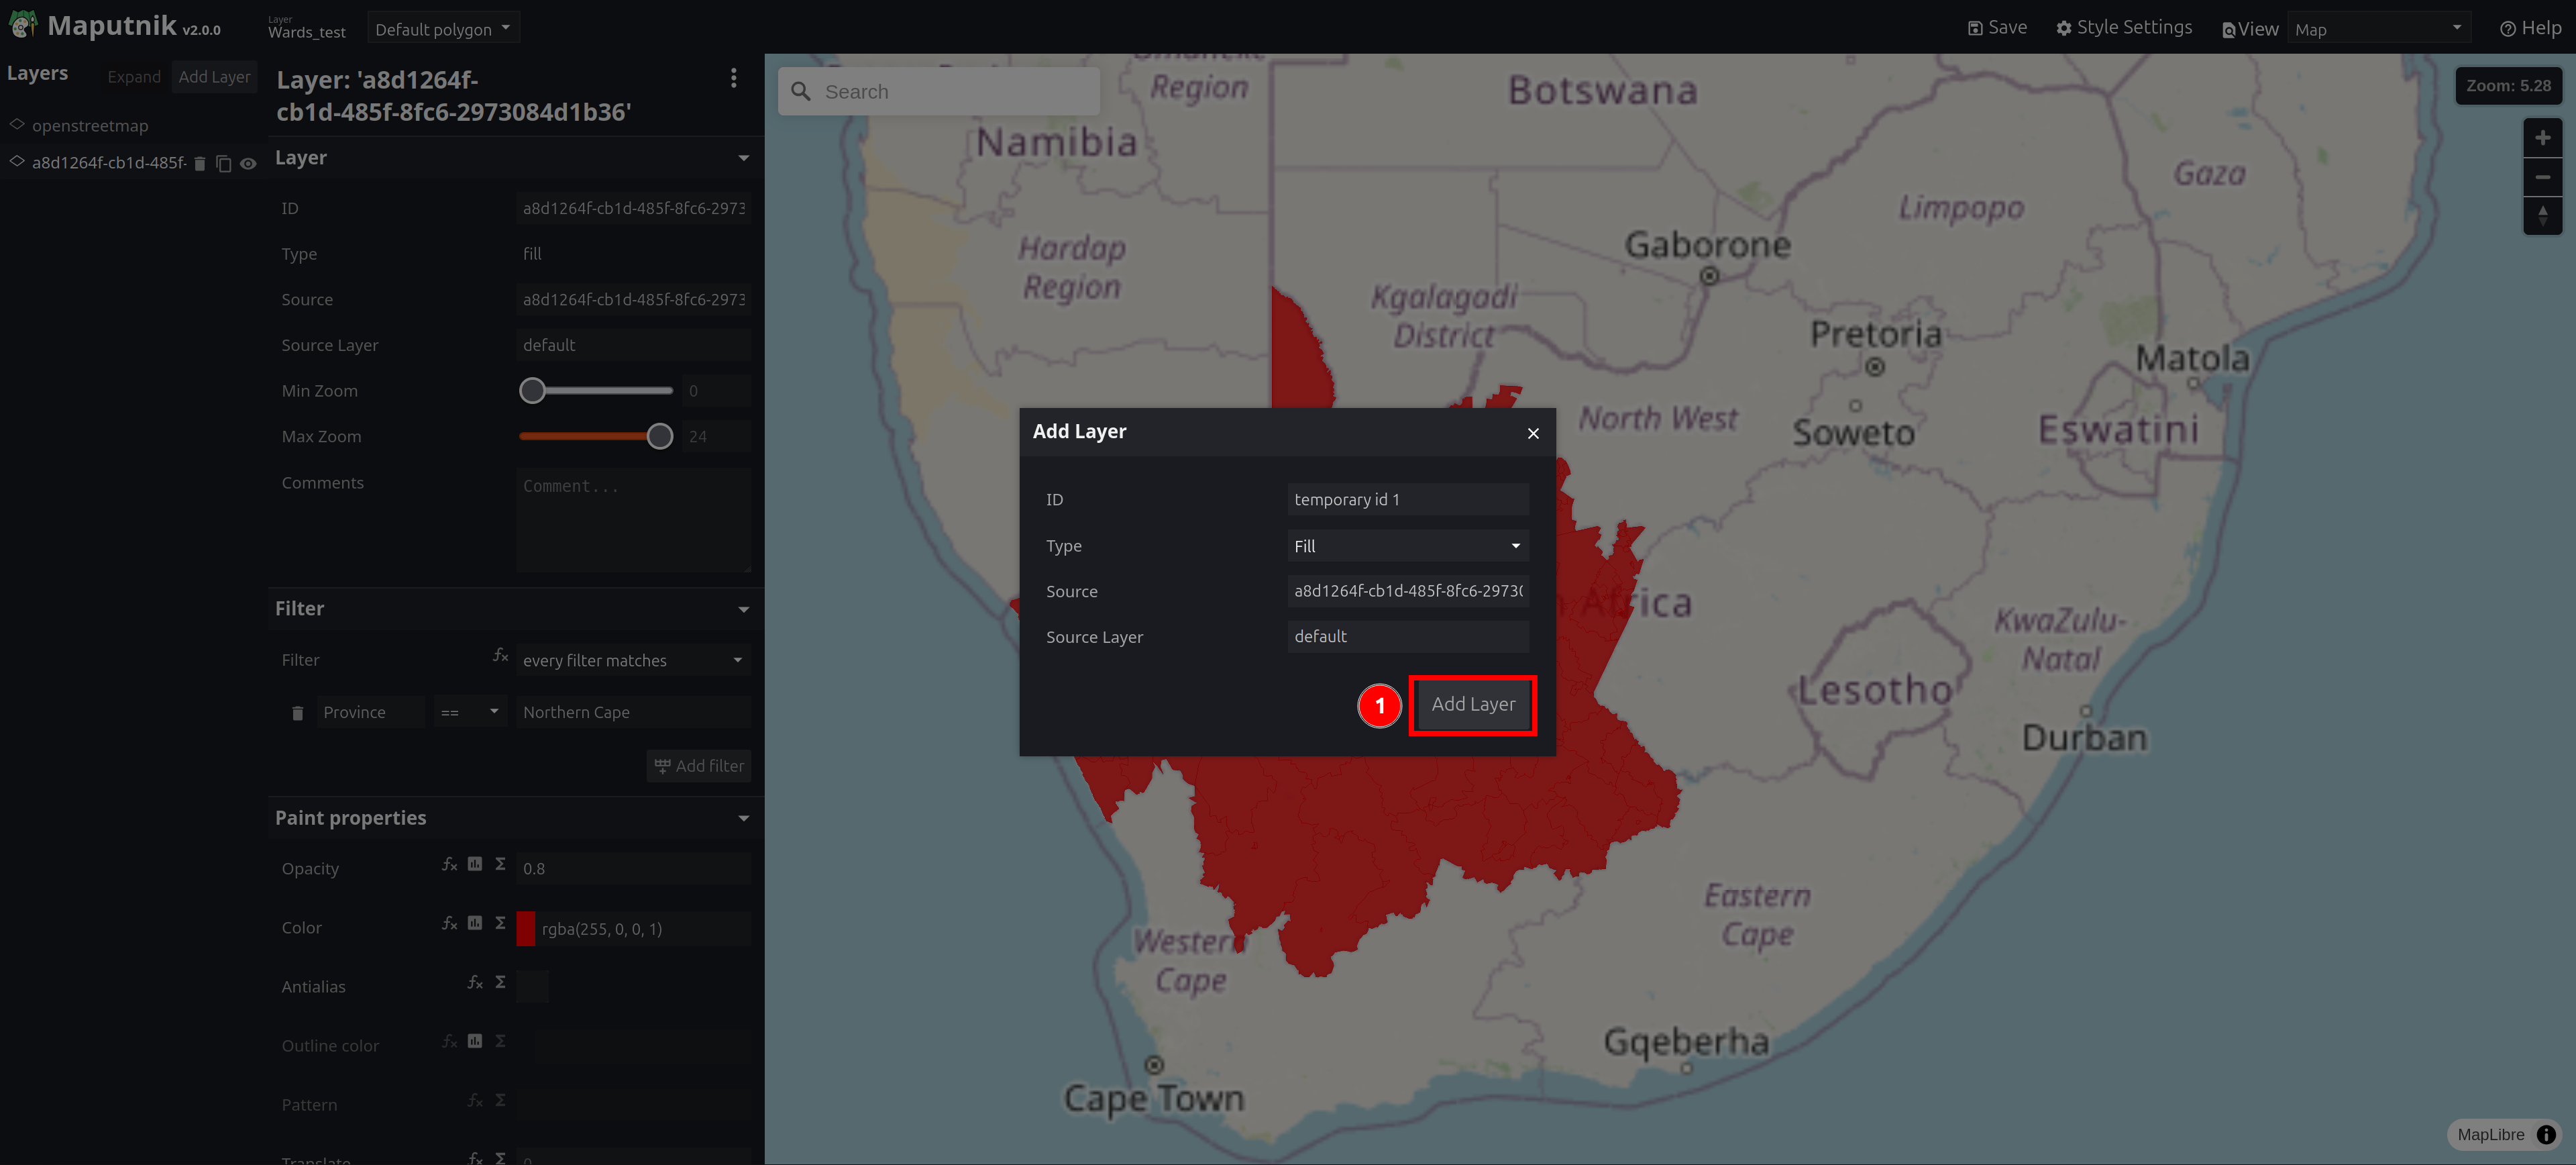 Maputnik v2.0.0
Layer
Wards_test
Default polygon
Save
Style Settings
View
Map
Help
Layers
Expand
Add Layer
openstreetmap
a8d1264f-cb1d-485f-
Layer: 'a8d1264f-
cb1d-485f-8fc6-2973084d1b36'
Layer
ID
a8d1264f-cb1d-485f-8fc6-2973
Type
fill
Source
a8d1264f-cb1d-485f-8fc6-2973
Source Layer
default
Min Zoom
0
Max Zoom
24
Comments
Comment...
Filter
Filter
every filter matches
Province
==
Northern Cape
Add filter
Paint properties
Opacity
0.8
Color
rgba(255, 0, 0, 1)
Antialias
Outline color
Pattern
Translate
0
Search
Zoom: 5.28
Region
Namibia
Botswana
Gaza
Limpopo
Hardap
Region
Gaborone
Kgalagadi
District
Pretoria
Matola
North West
Soweto
Eswatini
Add Layer
ID
temporary id 1
Type
Fill
Source
a8d1264f-cb1d-485f-8fc6-29730
Source Layer
default
1
Add Layer
Africa
KwaZulu-
Natal
Lesotho
Durban
Eastern
Cape
Western
Cape
Gqeberha
Cape Town
MapLibre